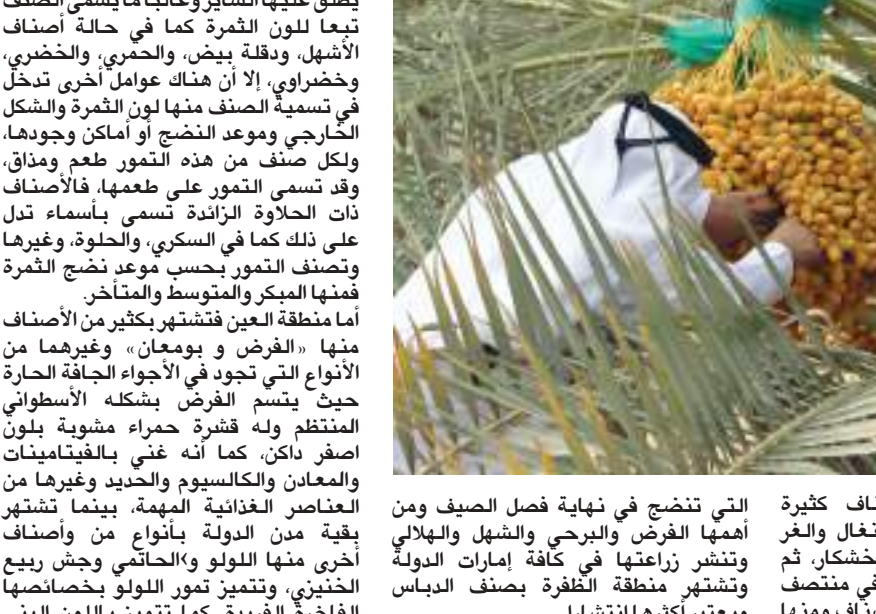 ناف كثيرة
تغال والغر
خشكار، ثم
في منتصف
التي تنضج في نهاية فصل الصيف ومن
أهمها الفرض والبرحي والشهل والهلالي
وتنشر زراعتها في كافة إمارات الدولة
وتشتهر منطقة الظفرة بصنف الدباس
تبعا للون الثمرة كما في حالة أصناف
الأشهل، ودقلة بيض، والحمري، والخضري،
وخضراوي، إلا أن هناك عوامل أخرى تدخل
في تسمية الصنف منها لون الثمرة والشكل
الخارجي وموعد النضج أو أماكن وجودها،
ولكل صنف من هذه التمور طعم ومذاق،
وقد تسمى التمور على طعمها، فالأصناف
ذات الحلاوة الزائدة تسمى بأسماء تدل
على ذلك كما في السكري، والحلوة، وغيرها
وتصنف التمور بحسب موعد نضج الثمرة
فمنها المبكر والمتوسط والمتأخر.
أما منطقة العين فتشتهر بكثير من الأصناف
منها «الفرض و بومعان» وغيرهما من
الأنواع التي تجود في الأجواء الجافة الحارة
حيث يتسم الفرض بشكله الأسطواني
المنتظم وله قشرة حمراء مشوبة بلون
اصفر داكن، كما أنه غني بالفيتامينات
والمعادن والكالسيوم والحديد وغيرها من
العناصر الغذائية المهمة، بينما تشتهر
بقية مدن الدولة بأنواع من وأصناف
أخرى منها اللولو و›الحاتمي وجش ربيع
الخنيزي، وتتميز تمور اللولو بخصائصها